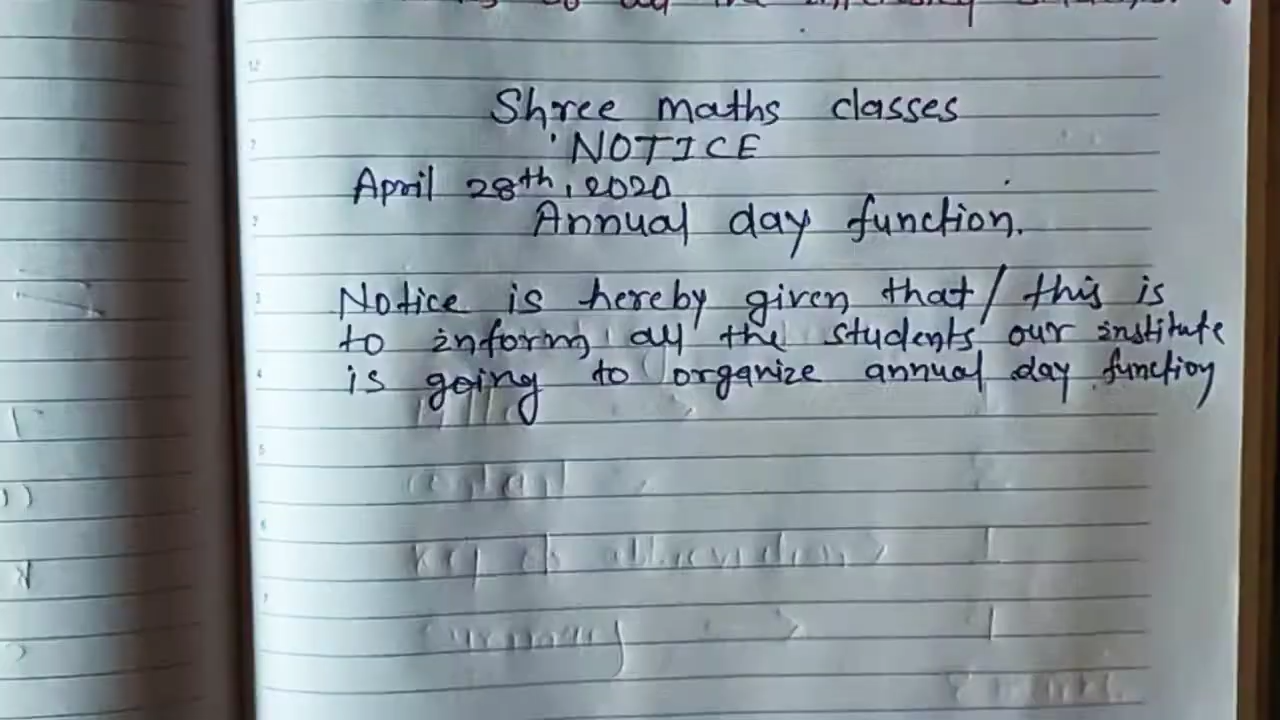 Shree maths classes
NOTICE
April 28th, 2020
Annual day function.
Notice is hereby given that / this is
to inform all the students our institute
is going to organize annual day function